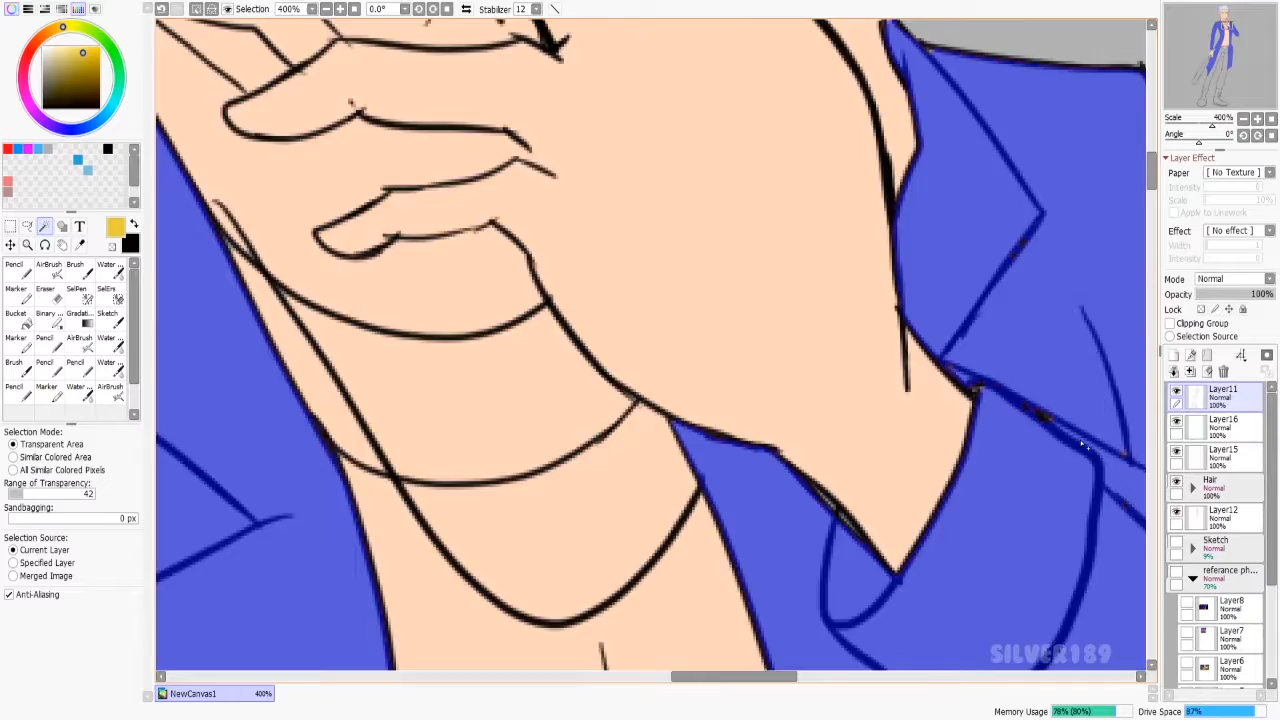 Selection 400% 0.0° Stabilizer 12
Pencil AirBrush Brush Water ...
Marker Eraser SelPen SelErs
Bucket Binary ... Gradati... Sketch
Marker Pencil AirBrush Water ...
Brush Pencil Pencil Water ...
Pencil Marker Water ... AirBrush
Selection Mode:
Transparent Area
Similar Colored Area
All Similar Colored Pixels
Range of Transparency:
42
Sandbagging:
0 px
Selection Source:
Current Layer
Specified Layer
Merged Image
Anti-Aliasing
SILVER189
NewCanvas1 400%
Scale 400%
Angle 0°
Layer Effect
Paper [ No Texture ]
Intensity 0
Scale 10%
Apply to Linework
Effect [ No effect ]
Width 1
Intensity 0
Mode Normal
Opacity 100%
Lock
Clipping Group
Selection Source
Layer11
Normal
100%
Layer16
Normal
100%
Layer15
Normal
100%
Hair
Normal
100%
Layer12
Normal
100%
Sketch
Normal
9%
referance ph...
Normal
70%
Layer8
Normal
100%
Layer7
Normal
100%
Layer6
Normal
100%
Memory Usage 78% (80%) Drive Space 87%